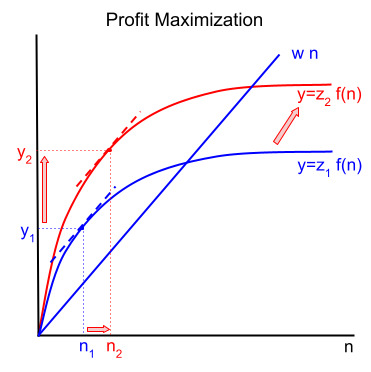 Profit Maximization
w n
y=z2 f(n)
y2
y=z1 f(n)
y1
n1 n2 n